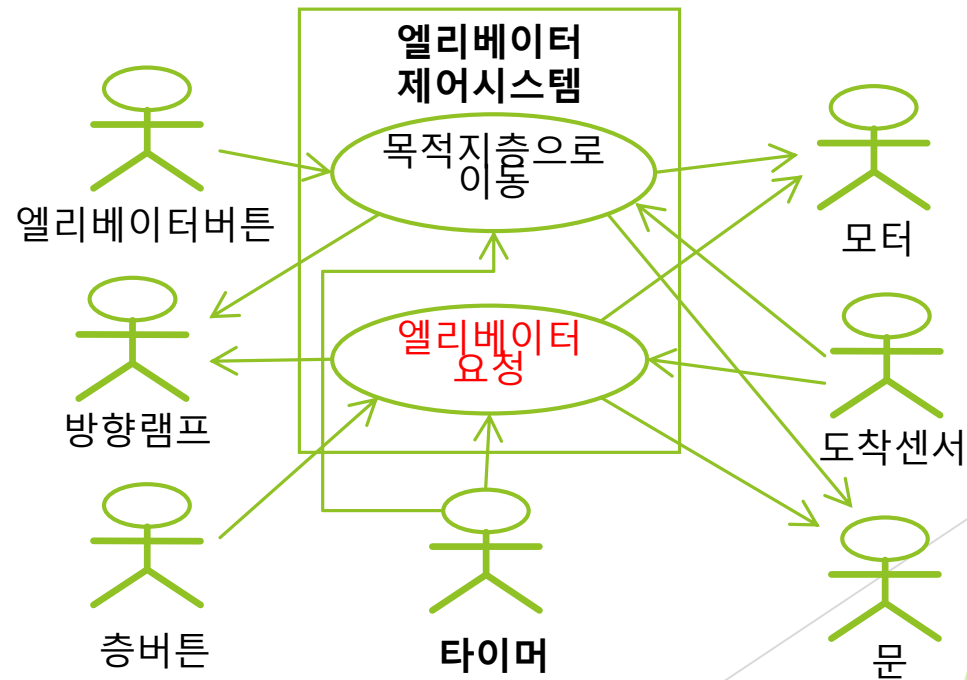 엘리베이터
제어시스템
목적지층으로
이동
엘리베이터버튼
모터
엘리베이터
요청
방향램프
도착센서
층버튼
타이머
문